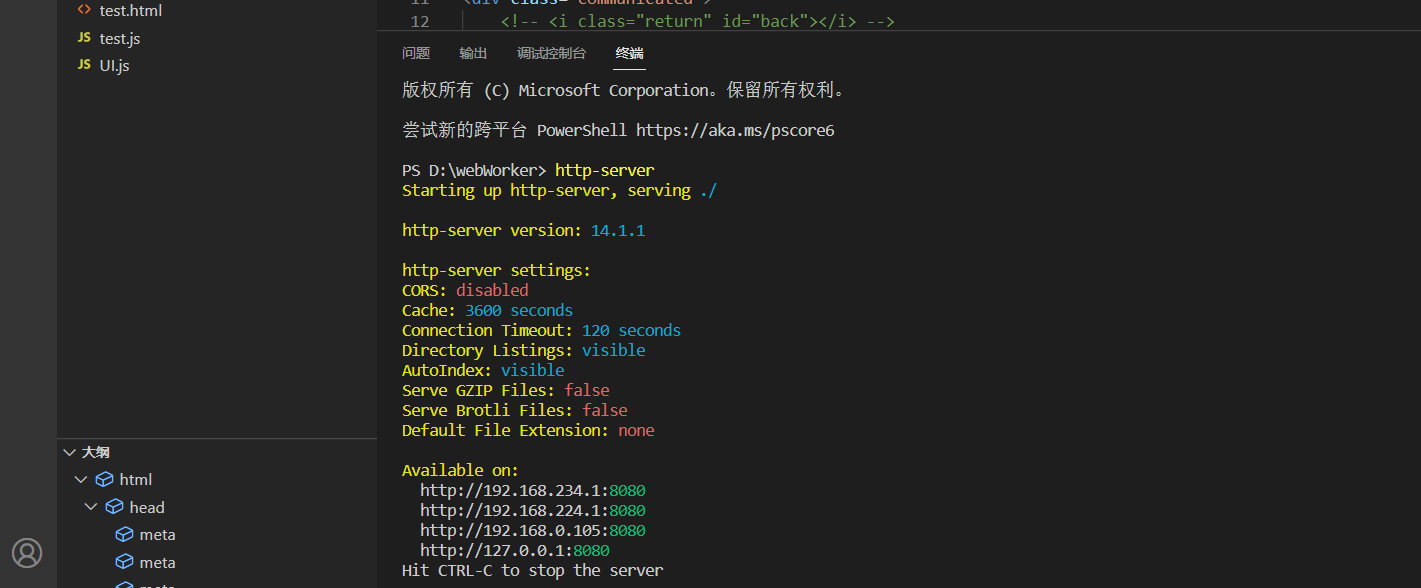 test.html
JS test.js
JS UI.js
12 <!-- <i class="return" id="back"></i> -->
问题 输出 调试控制台 终端
版权所有 (C) Microsoft Corporation。保留所有权利。
尝试新的跨平台 PowerShell https://aka.ms/pscore6
PS D:\webWorker> http-server
Starting up http-server, serving ./
http-server version: 14.1.1
http-server settings:
CORS: disabled
Cache: 3600 seconds
Connection Timeout: 120 seconds
Directory Listings: visible
AutoIndex: visible
Serve GZIP Files: false
Serve Brotli Files: false
Default File Extension: none
Available on:
http://192.168.234.1:8080
http://192.168.224.1:8080
http://192.168.0.105:8080
http://127.0.0.1:8080
Hit CTRL-C to stop the server
大纲
html
head
meta
meta